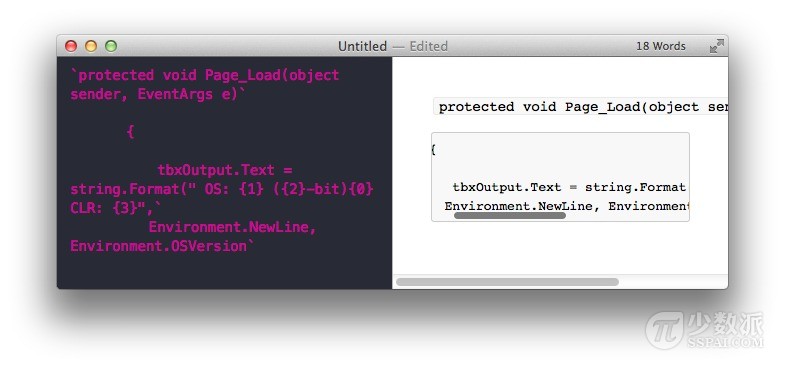 Untitled — Edited
18 Words
`protected void Page_Load(object
sender, EventArgs e)`
{
tbxOutput.Text =
string.Format(" OS: {1} ({2}-bit){0}
CLR: {3}",`
Environment.NewLine,
Environment.OSVersion`
protected void Page_Load(object sen
{
tbxOutput.Text = string.Format
Environment.NewLine, Environment
少数派
SSPAI.COM